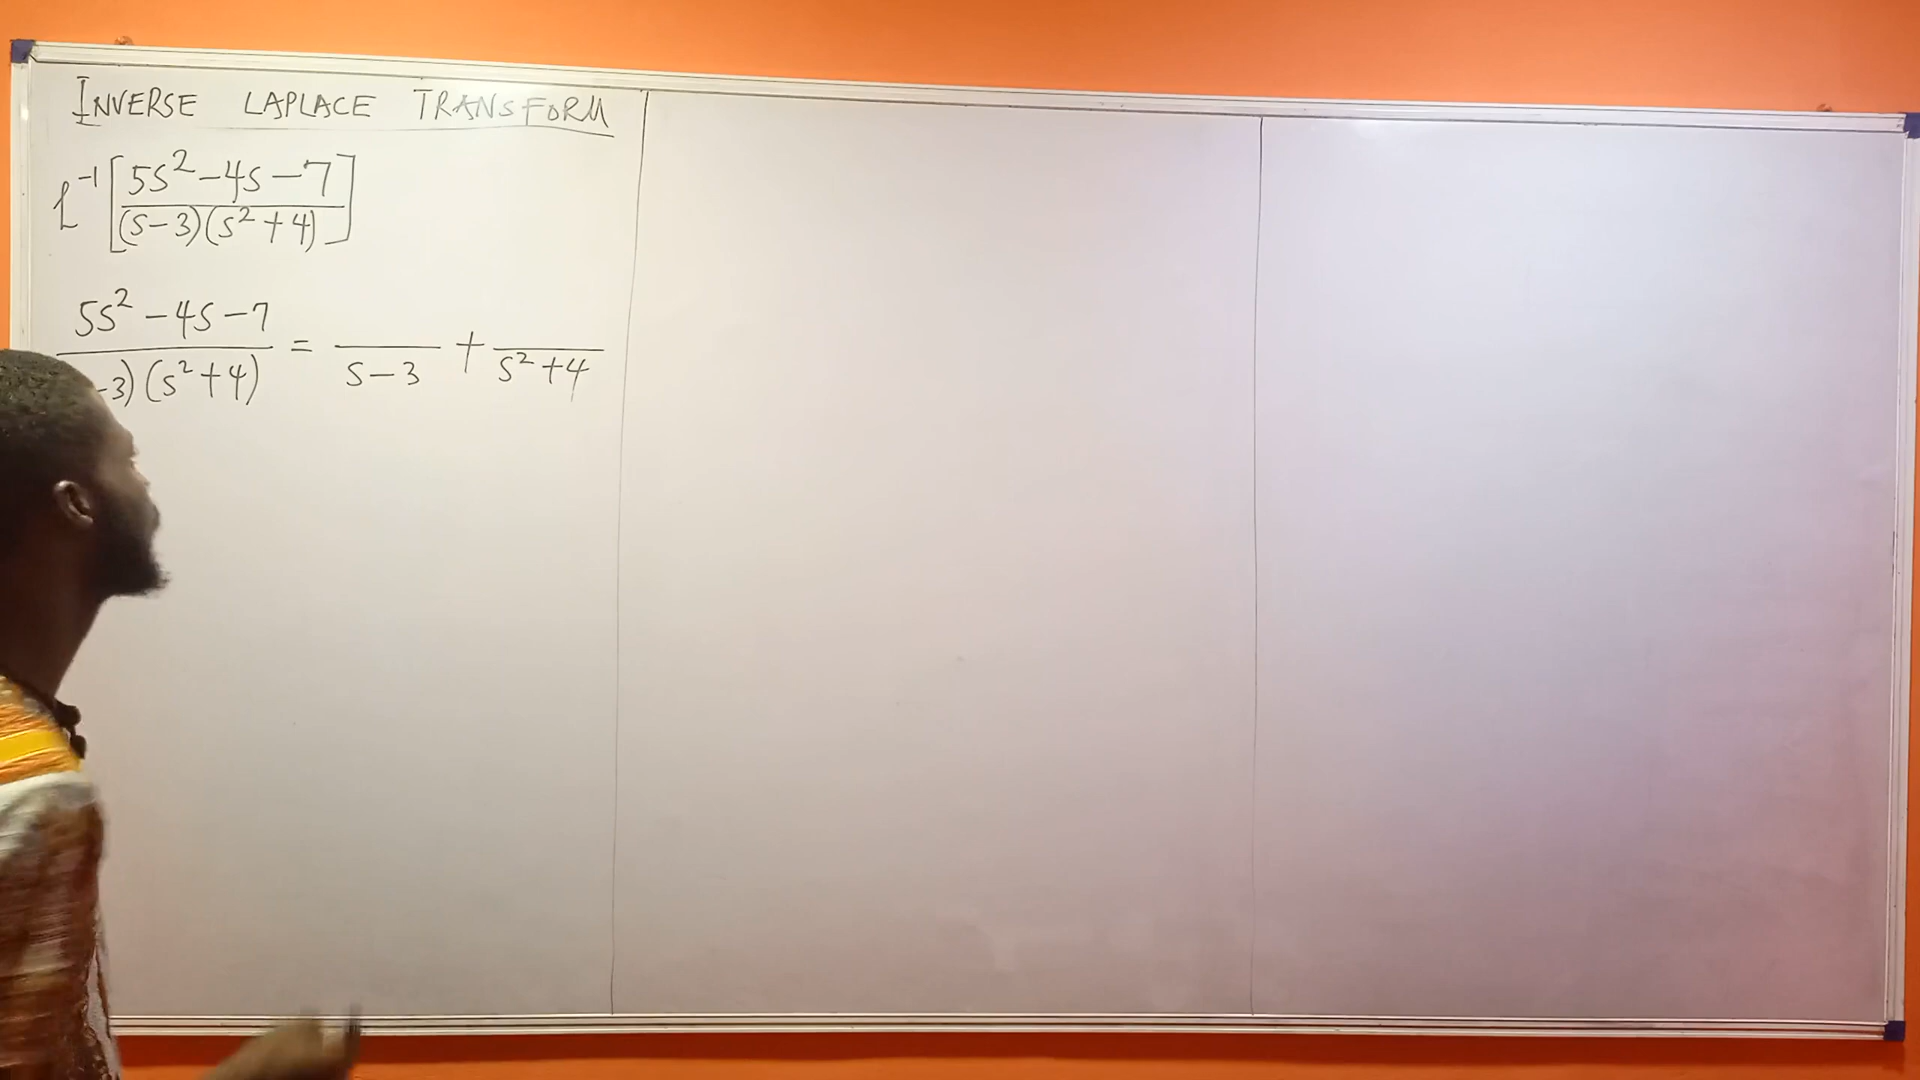 INVERSE LAPLACE TRANSFORM
L⁻¹[(5s² - 4s - 7)/((s-3)(s²+4))]
5s² - 4s - 7
-3)(s²+4) = ―/(s-3) + ―/(s²+4)